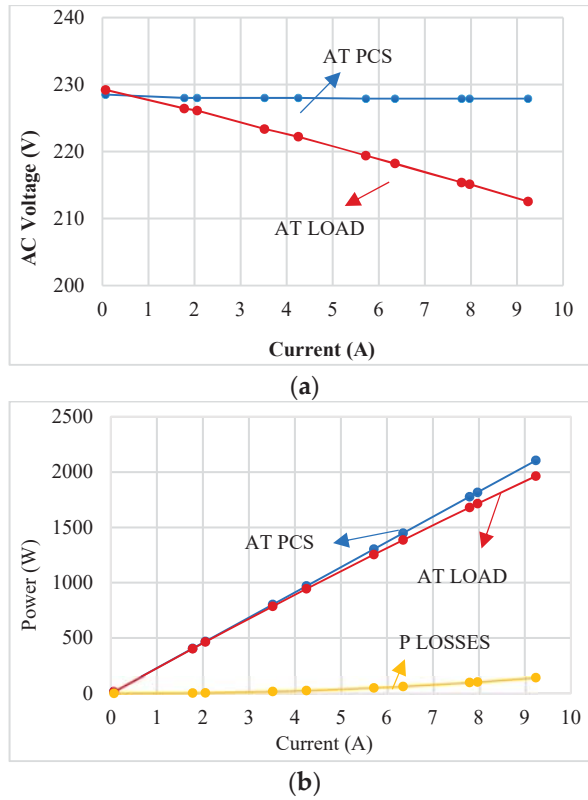 240
230
220
210
200
AC Voltage (V)
AT PCS
AT LOAD
0 1 2 3 4 5 6 7 8 9 10
Current (A)
(a)
2500
2000
1500
1000
500
0
Power (W)
AT PCS
AT LOAD
P LOSSES
0 1 2 3 4 5 6 7 8 9 10
Current (A)
(b)